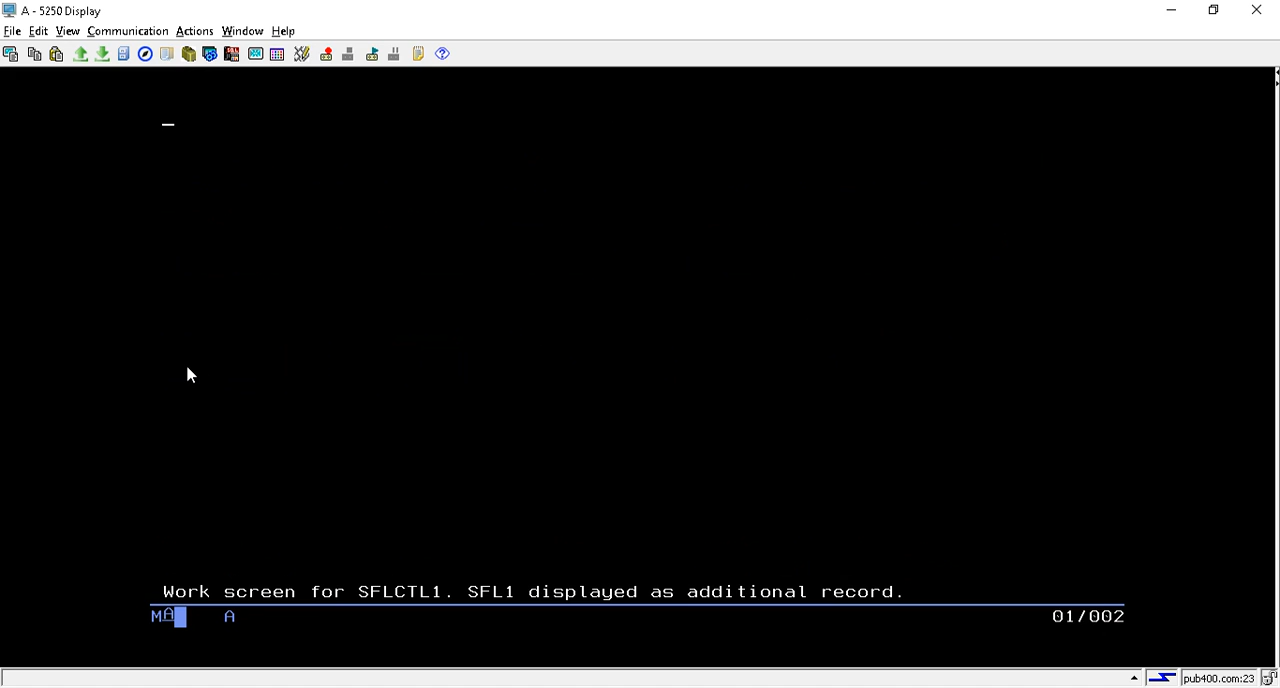 A - 5250 Display
File Edit View Communication Actions Window Help
Work screen for SFLCTL1. SFL1 displayed as additional record.
MA A 01/002
pub400.com:23